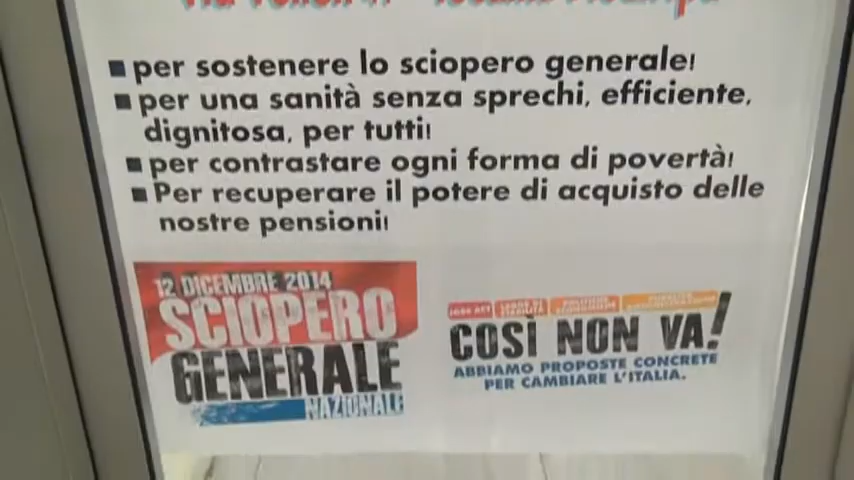 ■ per sostenere lo sciopero generale!
■ per una sanità senza sprechi, efficiente,
dignitosa, per tutti!
■ per contrastare ogni forma di povertà!
■ Per recuperare il potere di acquisto delle
nostre pensioni!
12 DICEMBRE 2014
SCIOPERO
GENERALE
NAZIONALE
JOBS ACT
COSÌ NON VA!
ABBIAMO PROPOSTE CONCRETE
PER CAMBIARE L'ITALIA.